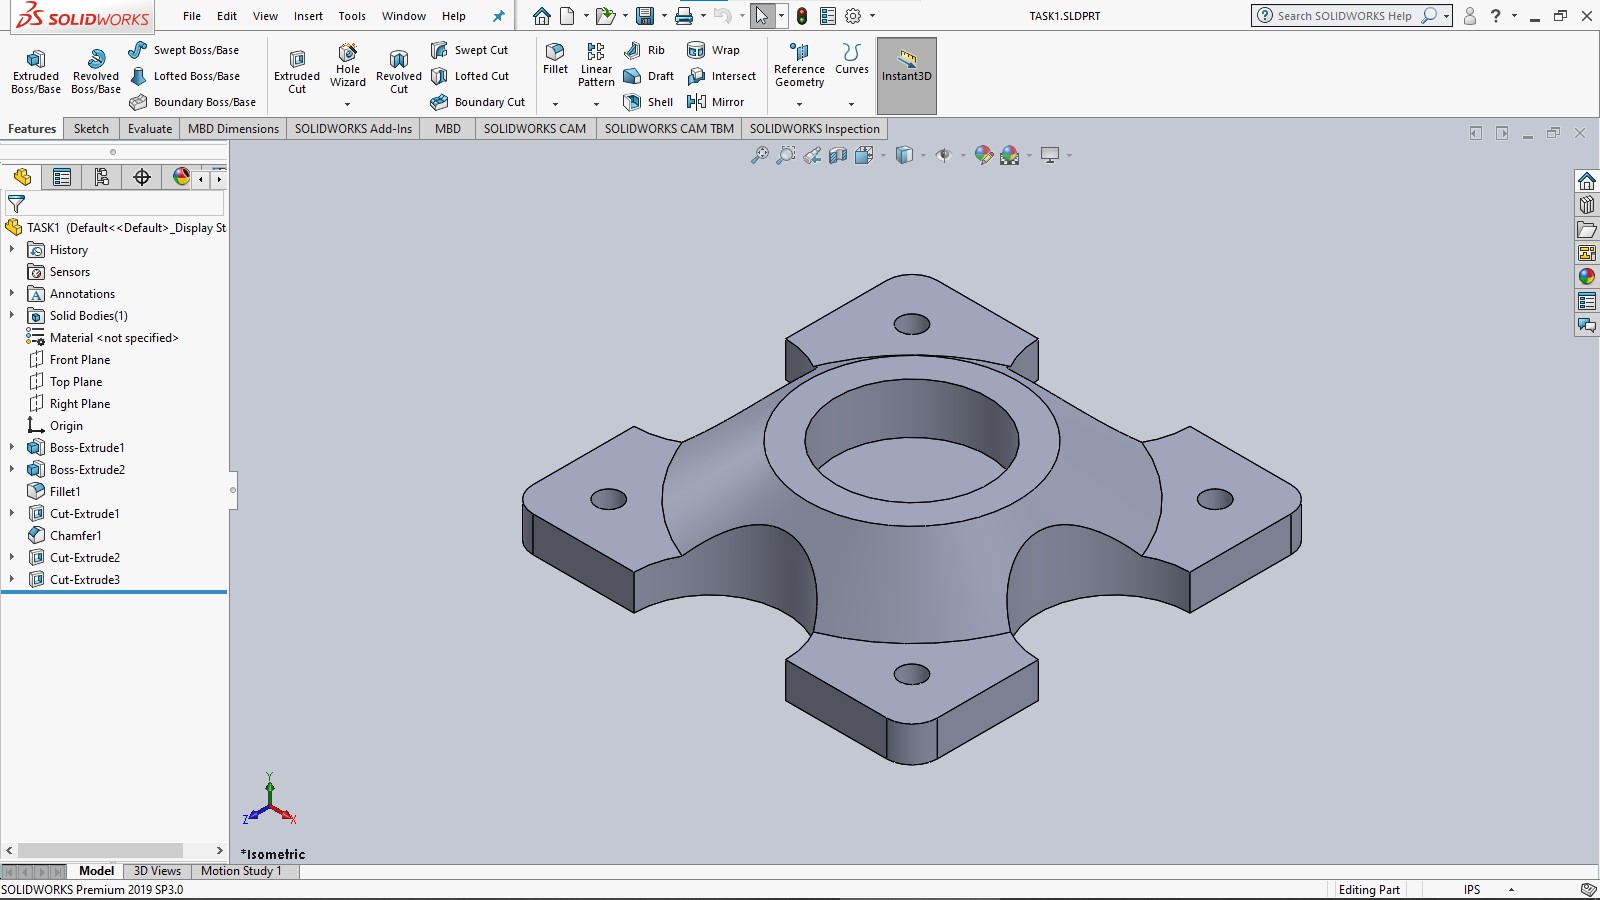 SOLIDWORKS File Edit View Insert Tools Window Help TASK1.SLDPRT Search SOLIDWORKS Help
Extruded Boss/Base
Revolved Boss/Base
Swept Boss/Base
Lofted Boss/Base
Boundary Boss/Base
Extruded Cut
Hole Wizard
Revolved Cut
Swept Cut
Lofted Cut
Boundary Cut
Fillet
Linear Pattern
Rib
Draft
Shell
Wrap
Intersect
Mirror
Reference Geometry
Curves
Instant3D
Features Sketch Evaluate MBD Dimensions SOLIDWORKS Add-Ins MBD SOLIDWORKS CAM SOLIDWORKS CAM TBM SOLIDWORKS Inspection
TASK1 (Default<<Default>_Display St
History
Sensors
Annotations
Solid Bodies(1)
Material <not specified>
Front Plane
Top Plane
Right Plane
Origin
Boss-Extrude1
Boss-Extrude2
Fillet1
Cut-Extrude1
Chamfer1
Cut-Extrude2
Cut-Extrude3
Y
Z X
*Isometric
Model 3D Views Motion Study 1
SOLIDWORKS Premium 2019 SP3.0 Editing Part IPS